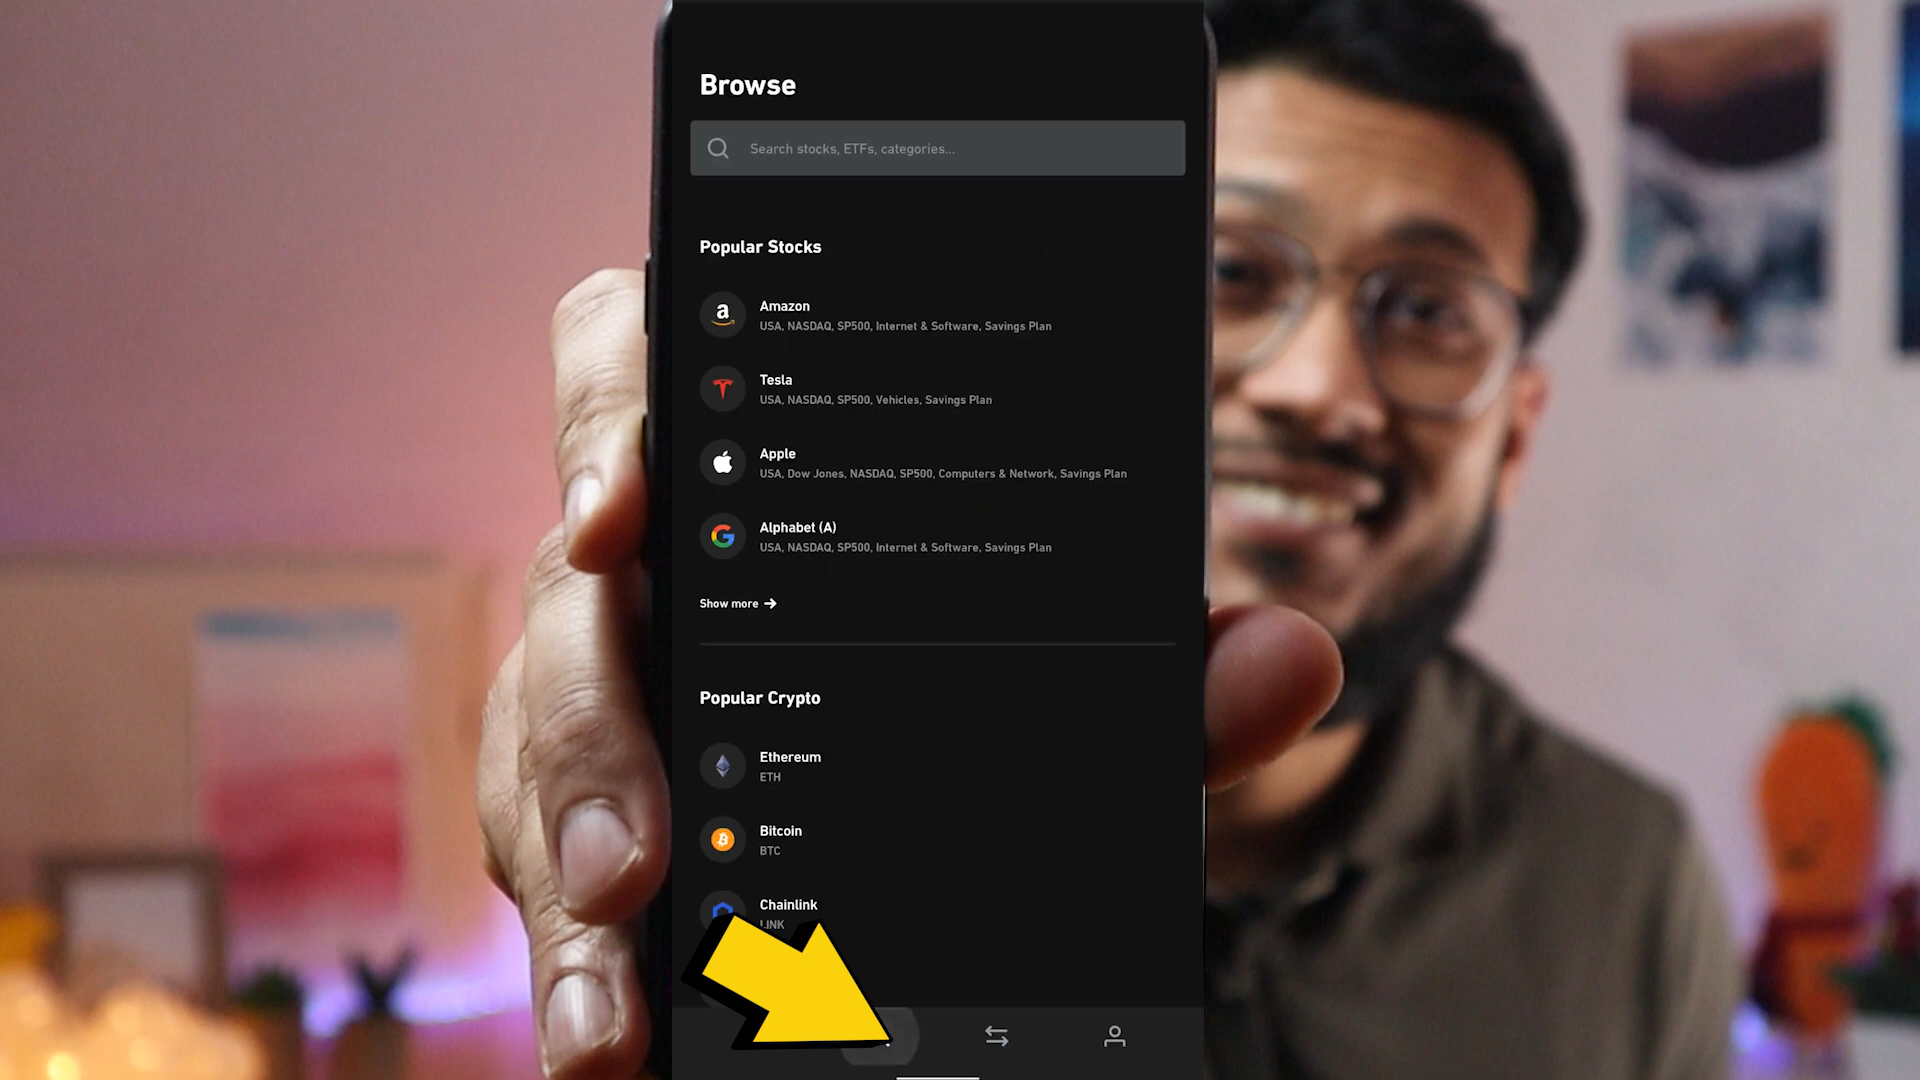 Browse
Search stocks, ETFs, categories...
Popular Stocks
Amazon
USA, NASDAQ, SP500, Internet & Software, Savings Plan
Tesla
USA, NASDAQ, SP500, Vehicles, Savings Plan
Apple
USA, Dow Jones, NASDAQ, SP500, Computers & Network, Savings Plan
Alphabet (A)
USA, NASDAQ, SP500, Internet & Software, Savings Plan
Show more →
Popular Crypto
Ethereum
ETH
Bitcoin
BTC
Chainlink
LINK